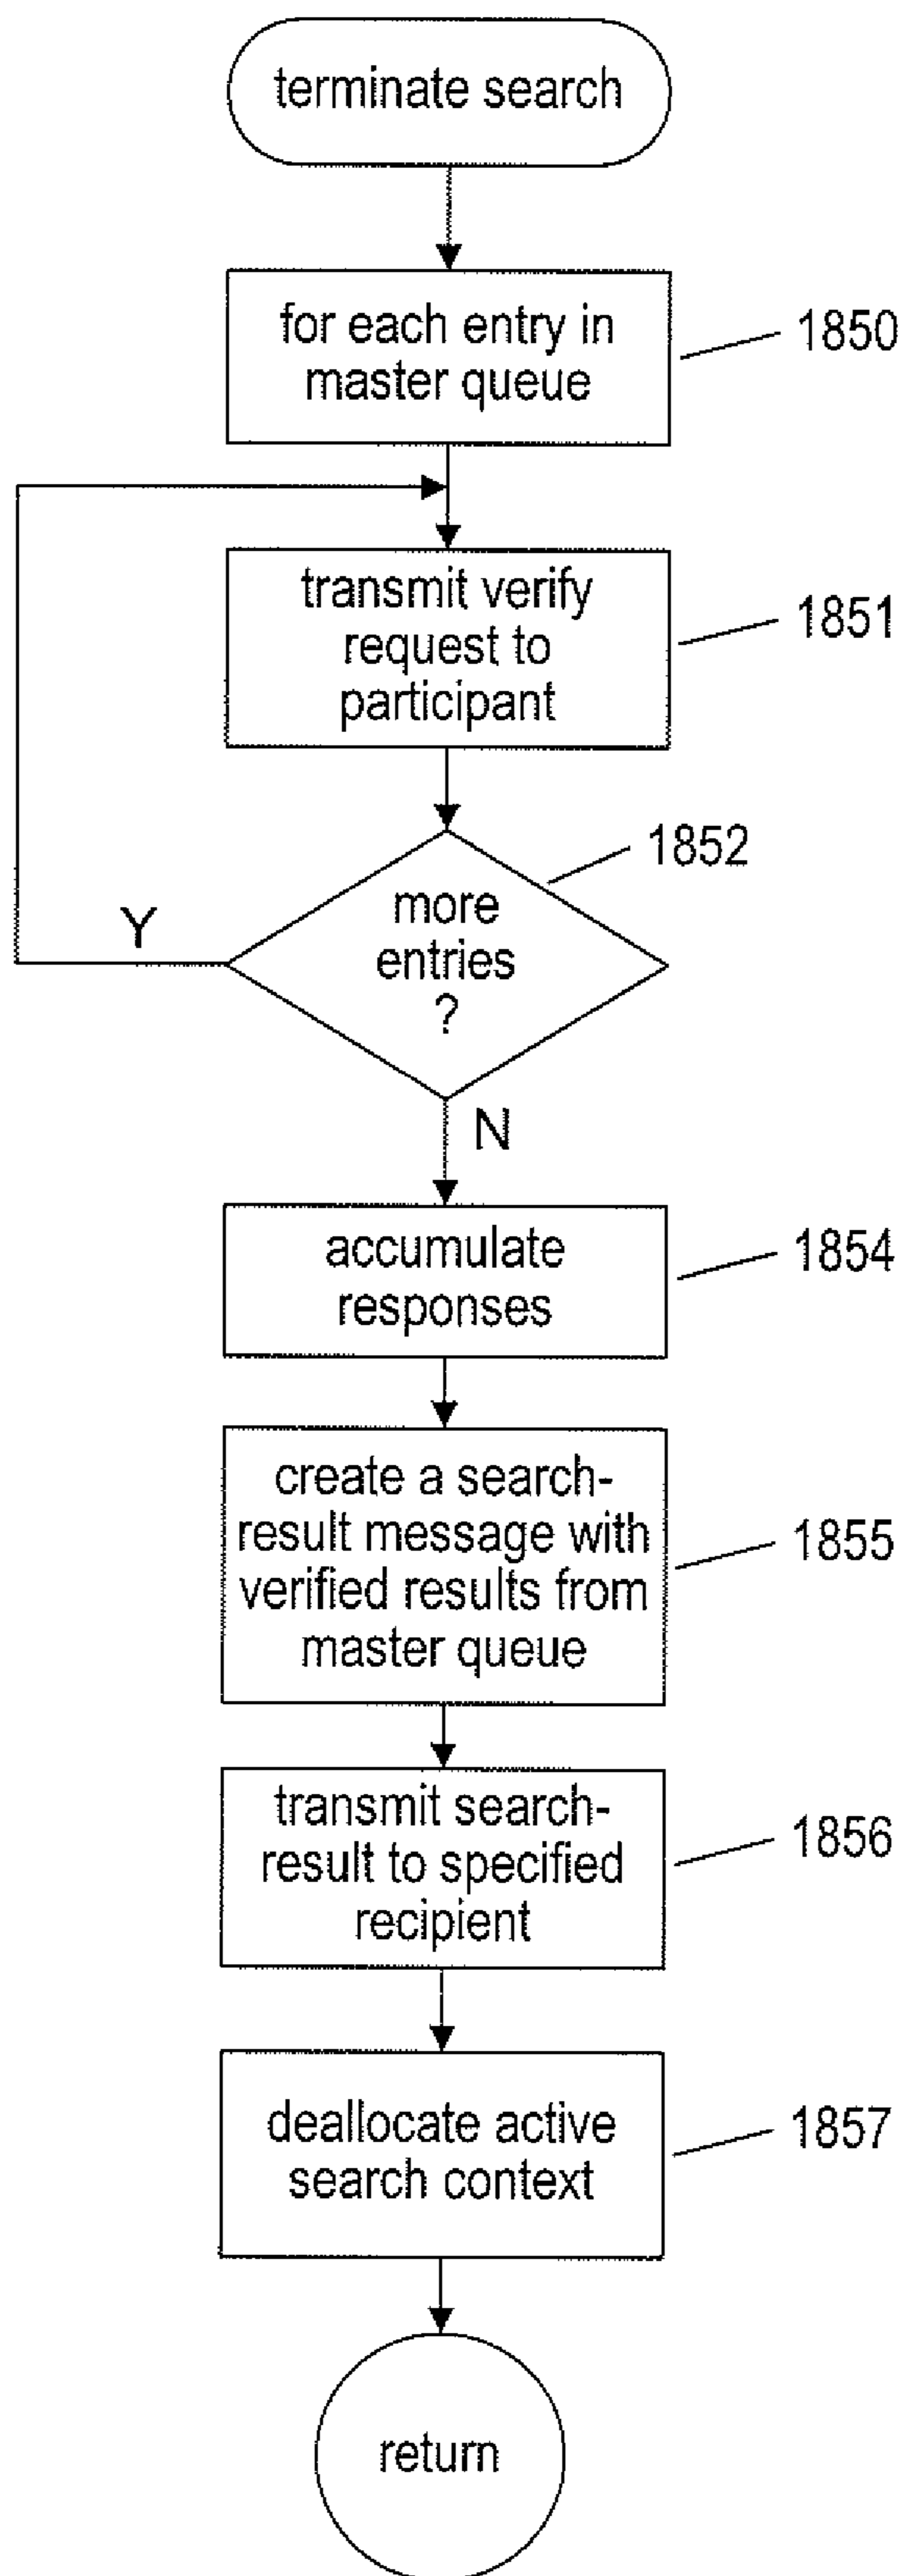 terminate search
for each entry in
master queue
1850
transmit verify
request to
participant
1851
1852
more
entries
?
Y
N
accumulate
responses
1854
create a search-
result message with
verified results from
master queue
1855
transmit search-
result to specified
recipient
1856
deallocate active
search context
1857
return